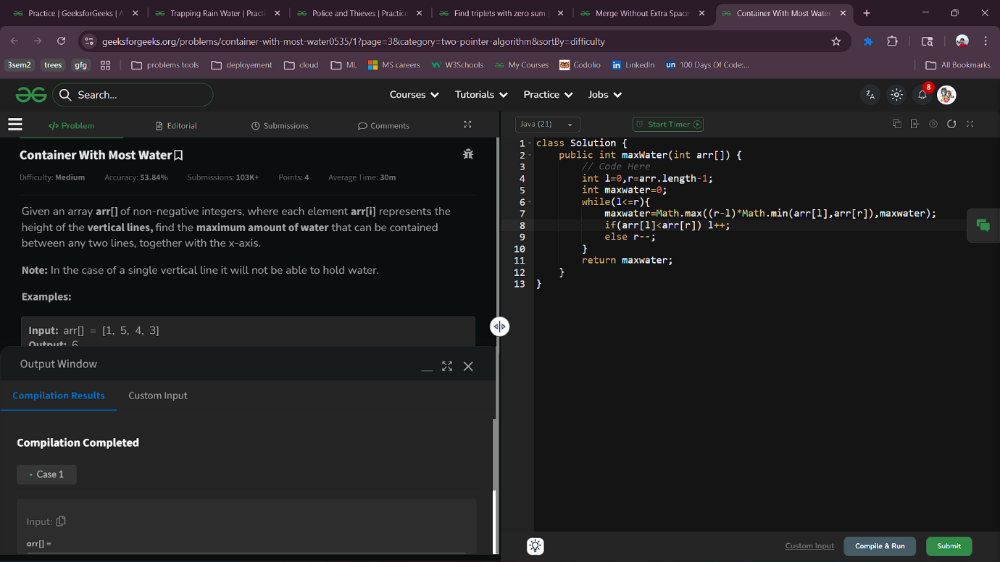 Practice | GeeksforGeeks | A
Trapping Rain Water | Practi
Police and Thieves | Practice
Find triplets with zero sum |
Merge Without Extra Space
Container With Most Water
geeksforgeeks.org/problems/container-with-most-water0535/1?page=3&category=two-pointer-algorithm&sortBy=difficulty
3sem2 trees gfg problems tools deployement cloud ML MS careers W3Schools My Courses Codolio LinkedIn un 100 Days Of Code:... All Bookmarks
Search... Courses Tutorials Practice Jobs 8
</> Problem Editorial Submissions Comments
Java (21) Start Timer
Container With Most Water
Difficulty: Medium Accuracy: 53.84% Submissions: 103K+ Points: 4 Average Time: 30m
Given an array arr[] of non-negative integers, where each element arr[i] represents the
height of the vertical lines, find the maximum amount of water that can be contained
between any two lines, together with the x-axis.
Note: In the case of a single vertical line it will not be able to hold water.
Examples:
Input: arr[] = [1, 5, 4, 3]
Output: 6
Output Window
Compilation Results Custom Input
Compilation Completed
Case 1
Input:
arr[] =
1 class Solution {
2 public int maxWater(int arr[]) {
3 // Code Here
4 int l=0,r=arr.length-1;
5 int maxwater=0;
6 while(l<=r){
7 maxwater=Math.max((r-l)*Math.min(arr[l],arr[r]),maxwater);
8 if(arr[l]<arr[r]) l++;
9 else r--;
10 }
11 return maxwater;
12 }
13 }
Custom Input Compile & Run Submit